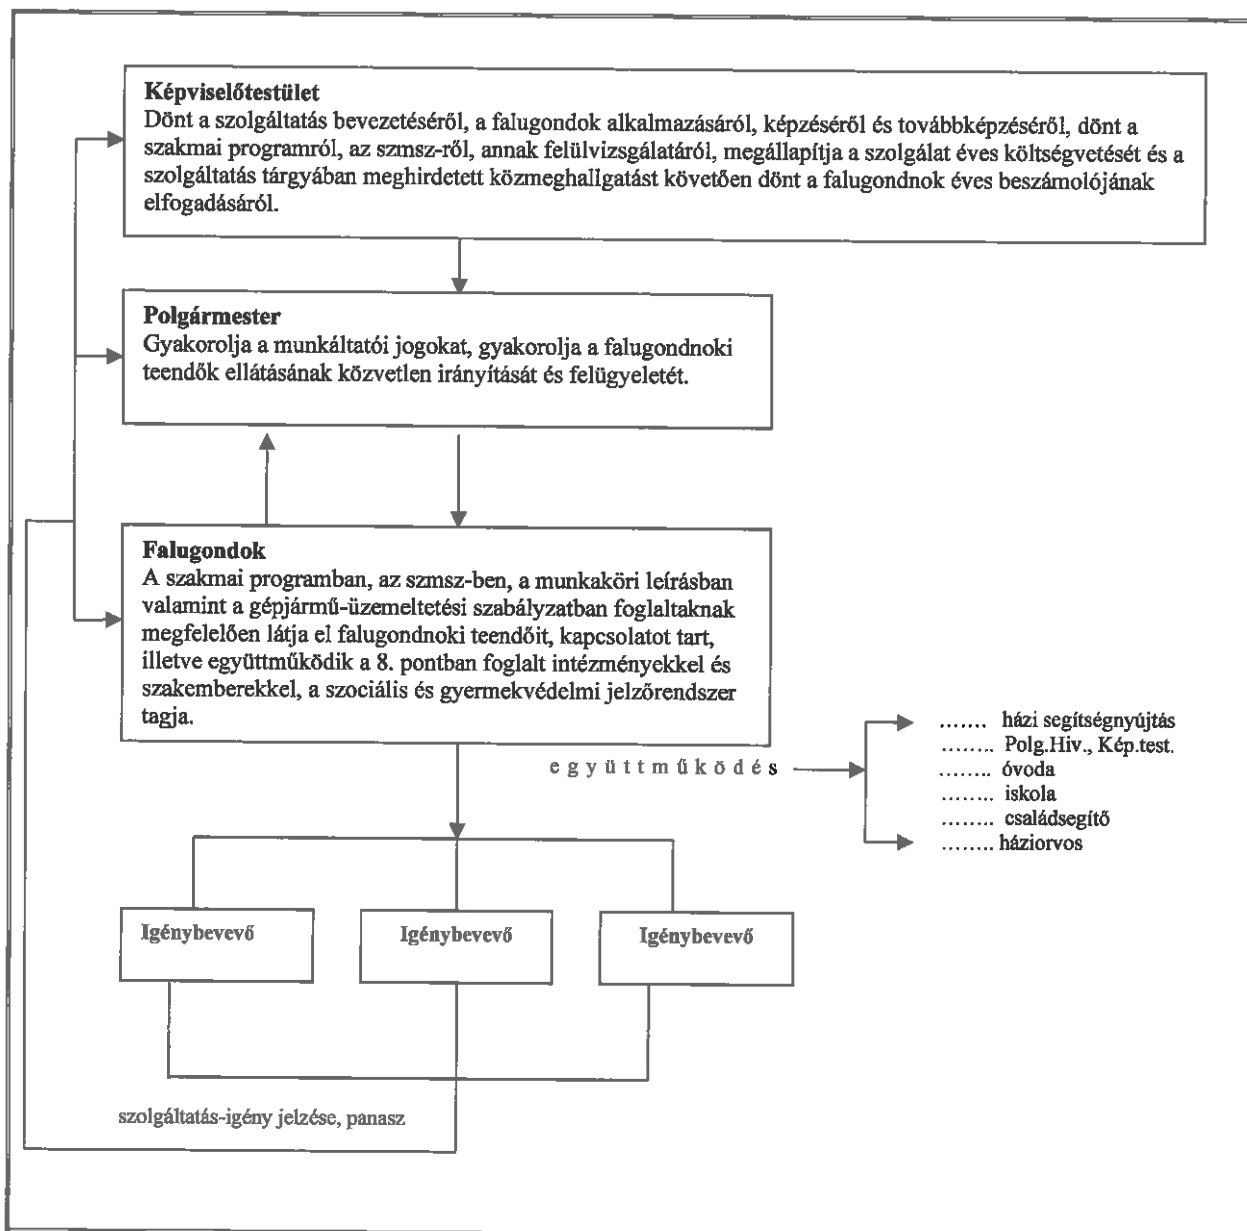 Képviselőtestület
Dönt a szolgáltatás bevezetéséről, a falugondok alkalmazásáról, képzéséről és továbbképzéséről, dönt a
szakmai programról, az szmsz-ről, annak felülvizsgálatáról, megállapítja a szolgálat éves költségvetését és a
szolgáltatás tárgyában meghirdetett közmeghallgatást követően dönt a falugondnok éves beszámolójának
elfogadásáról.
Polgármester
Gyakorolja a munkáltatói jogokat, gyakorolja a falugondnoki
teendők ellátásának közvetlen irányítását és felügyeletét.
Falugondok
A szakmai programban, az szmsz-ben, a munkaköri leírásban
valamint a gépjármű-üzemeltetési szabályzatban foglaltaknak
megfelelően látja el falugondnoki teendőit, kapcsolatot tart,
illetve együttműködik a 8. pontban foglalt intézményekkel és
szakemberekkel, a szociális és gyermekvédelmi jelzőrendszer
tagja.
e g y ü t t m ű k ö d é s
....... házi segítségnyújtás
........ Polg.Hiv., Kép.test.
........ óvoda
........ iskola
........ családsegítő
........ háziorvos
Igénybevevő
Igénybevevő
Igénybevevő
szolgáltatás-igény jelzése, panasz